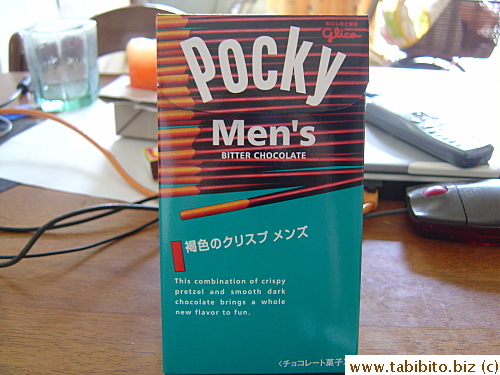 Glico
POCKY
Men's
BITTER CHOCOLATE
褐色のクリスプ メンズ
This combination of crispy
pretzel and smooth dark
chocolate brings a whole
new flavor to fun.
〈チョコレート菓子
www.tabibito.biz (c)